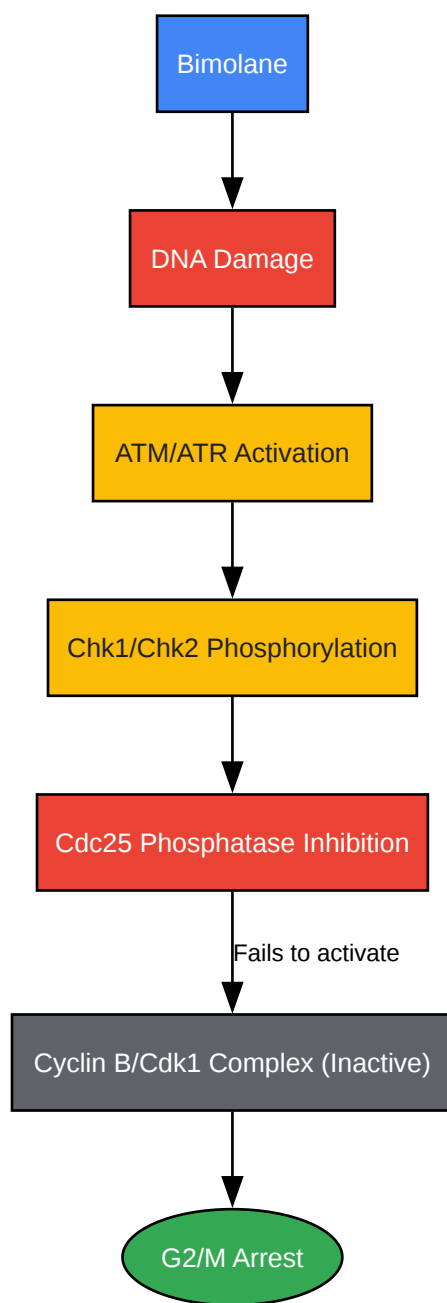 Bimolane
DNA Damage
ATM/ATR Activation
Chk1/Chk2 Phosphorylation
Cdc25 Phosphatase Inhibition
Fails to activate
Cyclin B/Cdk1 Complex (Inactive)
G2/M Arrest